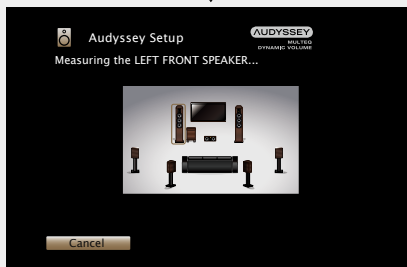 Audyssey Setup
AUDYSSEY
MULTEQ
DYNAMIC VOLUME
Measuring the LEFT FRONT SPEAKER...
Cancel